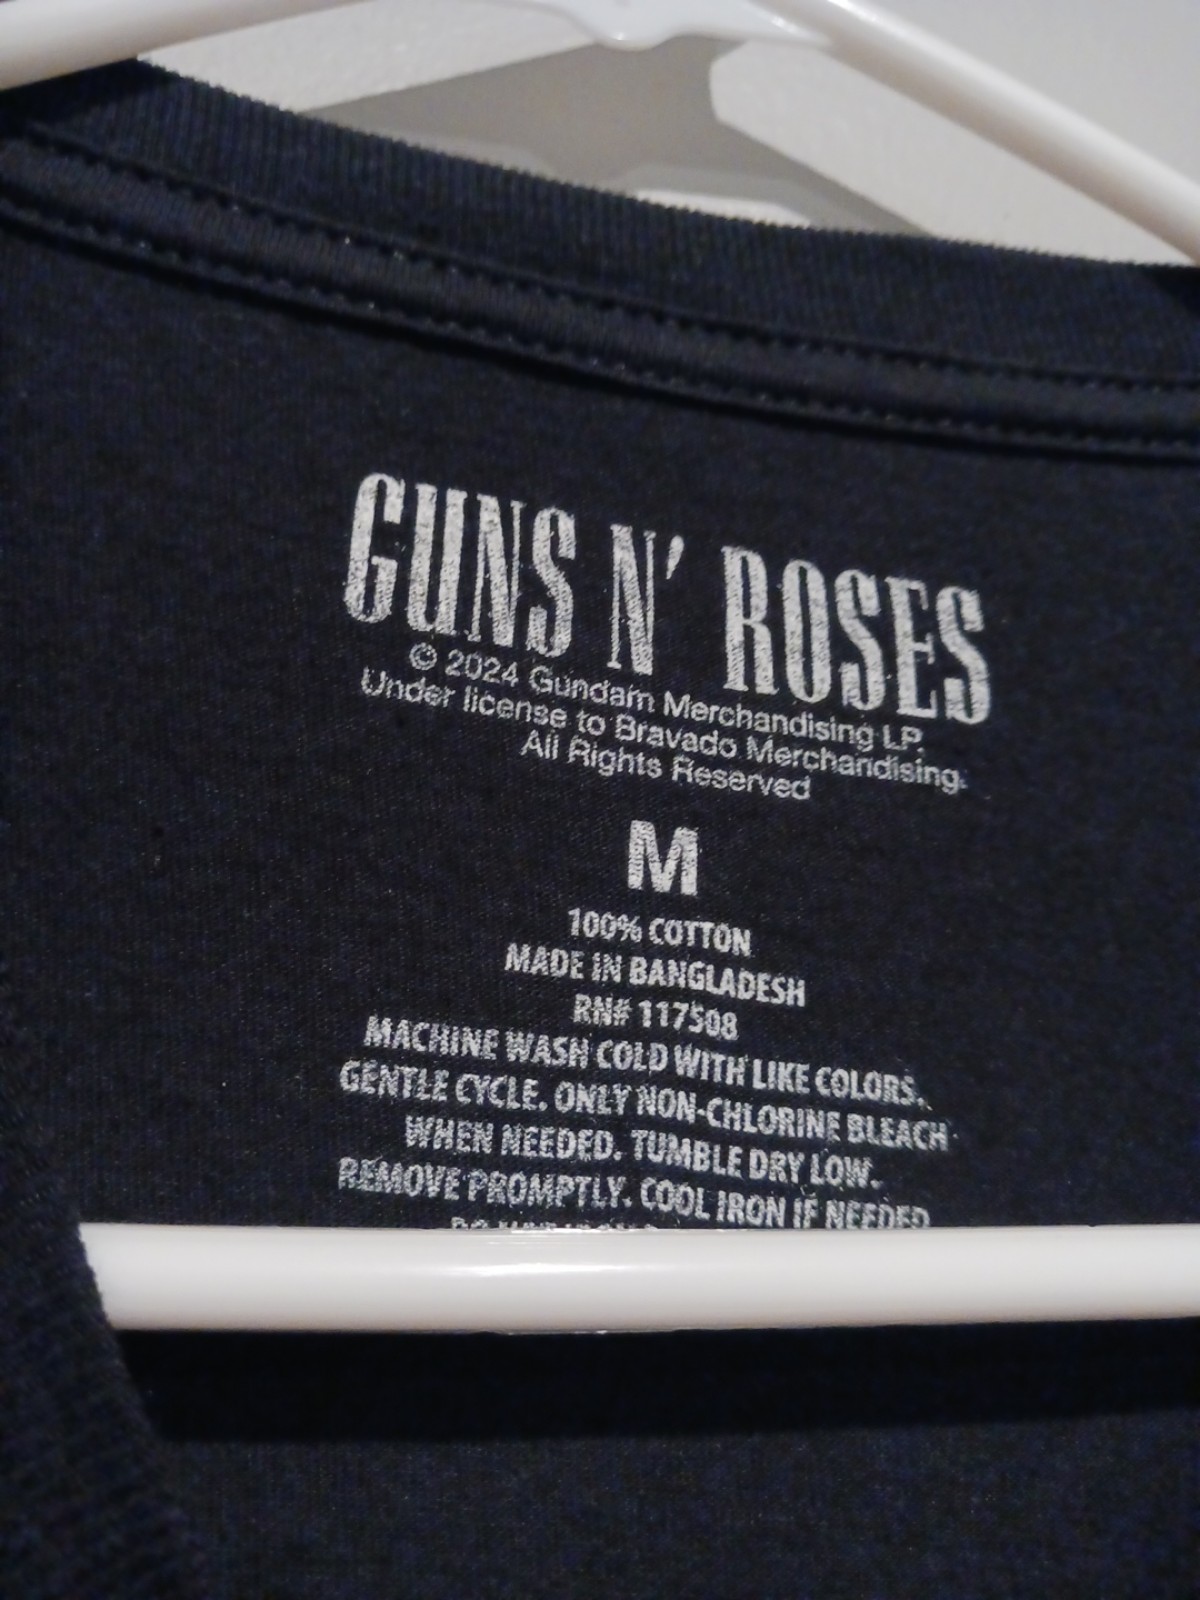 GUNS N' ROSES
© 2024 Gundam Merchandising LP.
Under license to Bravado Merchandising.
All Rights Reserved
M
100% COTTON
MADE IN BANGLADESH
RN# 117508
MACHINE WASH COLD WITH LIKE COLORS.
GENTLE CYCLE. ONLY NON-CHLORINE BLEACH
WHEN NEEDED. TUMBLE DRY LOW.
REMOVE PROMPTLY. COOL IRON IF NEEDED